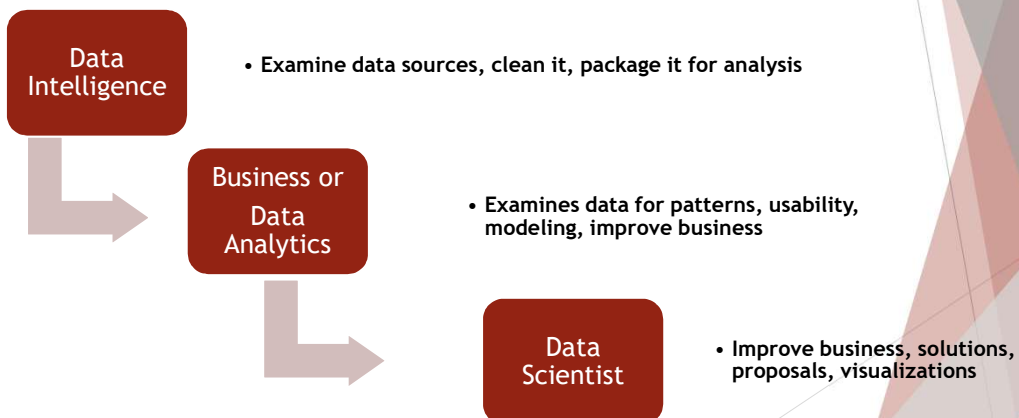 Data
Intelligence
• Examine data sources, clean it, package it for analysis
Business or
Data
Analytics
• Examines data for patterns, usability,
modeling, improve business
Data
Scientist
• Improve business, solutions,
proposals, visualizations